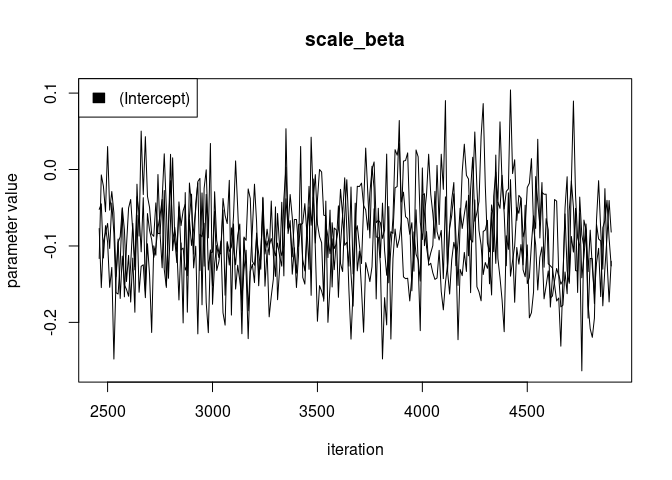 scale_beta
(Intercept)
parameter value
0.1
0.0
-0.1
-0.2
2500 3000 3500 4000 4500
iteration